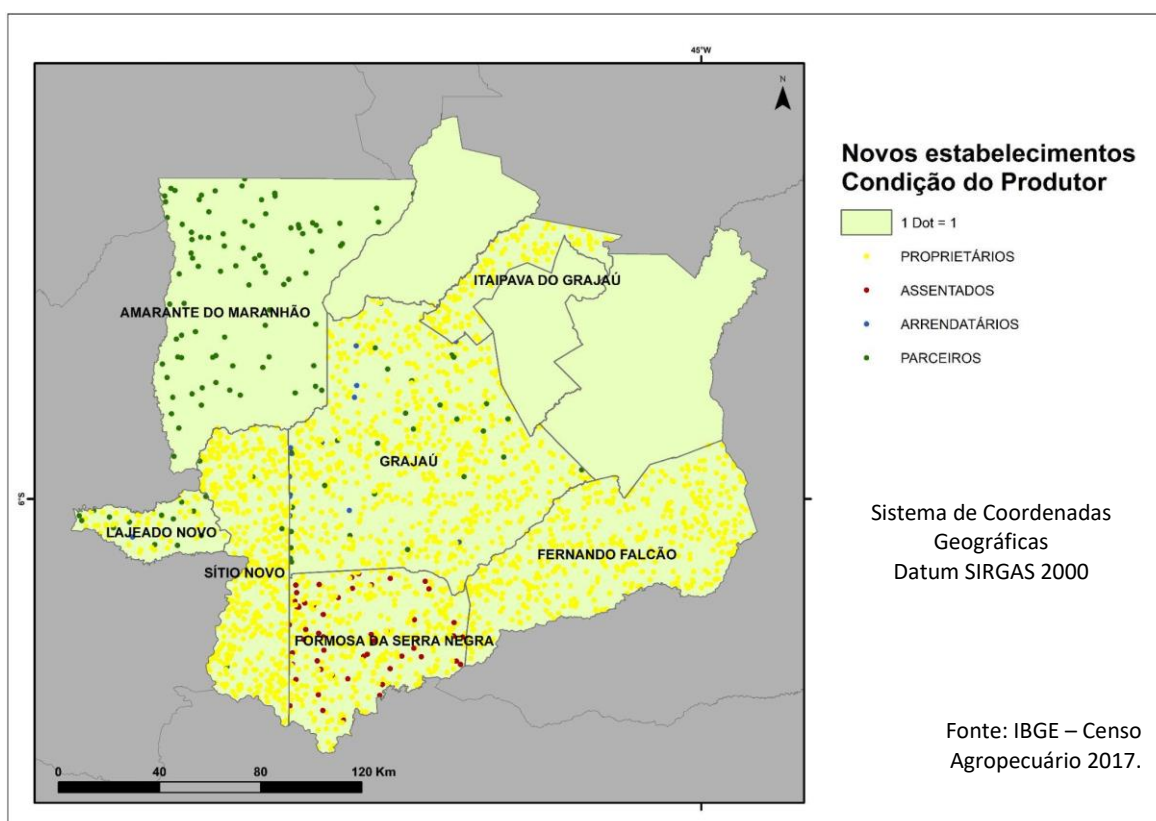 45°W
N
Novos estabelecimentos
Condição do Produtor
1 Dot = 1
PROPRIETÁRIOS
ASSENTADOS
ARRENDATÁRIOS
PARCEIROS
ITAIPAVA DO GRAJAÚ
AMARANTE DO MARANHÃO
GRAJAÚ
6°S
LAJEADO NOVO
SÍTIO NOVO
FERNANDO FALCÃO
FORMOSA DA SERRA NEGRA
Sistema de Coordenadas
Geográficas
Datum SIRGAS 2000
Fonte: IBGE – Censo
Agropecuário 2017.
0 40 80 120 Km